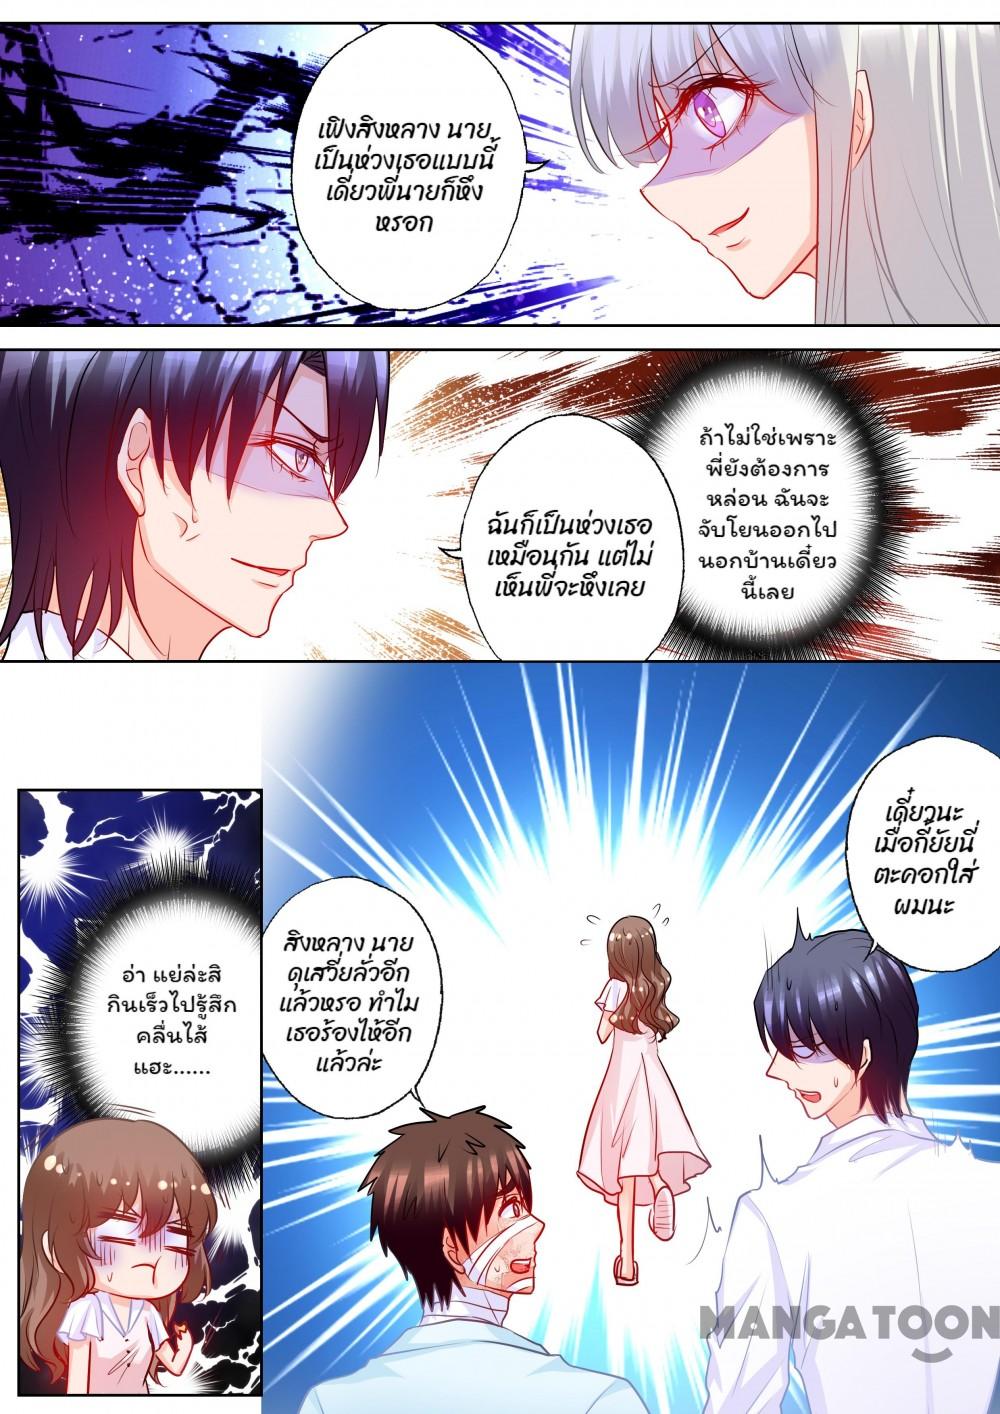 เฟิงสิงหลาง นาย
เป็นห่วงเธอแบบนี้
เดี๋ยวพี่นายก็หึง
หรอก
ถ้าไม่ใช่เพราะ
พี่ยังต้องการ
หล่อน ฉันจะ
จับโยนออกไป
นอกบ้านเดี๋ยว
นี้เลย
ฉันก็เป็นห่วงเธอ
เหมือนกัน แต่ไม่
เห็นพี่จะหึงเลย
เดี๋ยวนะ
เมื่อกี้ยัยนี่
ตะคอกใส่
ผมนะ
สิงหลาง นาย
ดุเสวี่ยลั่วอีก
แล้วหรอ ทำไม
เธอร้องไห้อีก
แล้วล่ะ
อ่า แย่ล่ะสิ
กินเร็วไปรู้สึก
คลื่นไส้
แฮะ......
MANGATOON